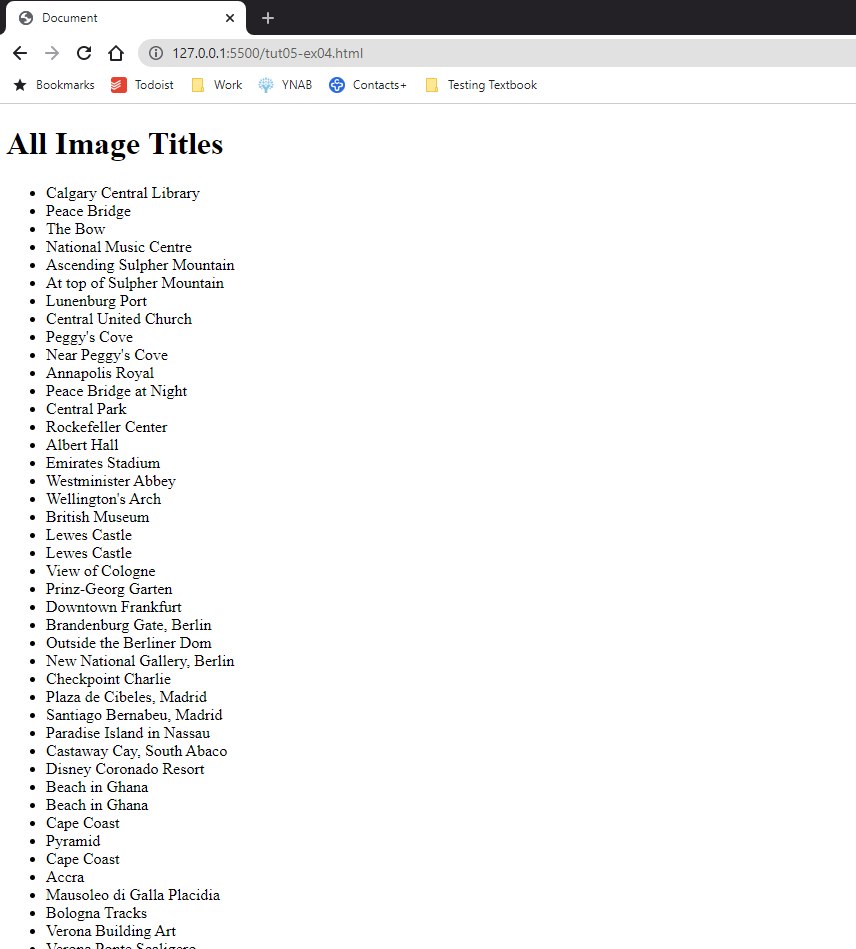 Document
127.0.0.1:5500/tut05-ex04.html
Bookmarks Todoist Work YNAB Contacts+ Testing Textbook
All Image Titles
Calgary Central Library
Peace Bridge
The Bow
National Music Centre
Ascending Sulpher Mountain
At top of Sulpher Mountain
Lunenburg Port
Central United Church
Peggy's Cove
Near Peggy's Cove
Annapolis Royal
Peace Bridge at Night
Central Park
Rockefeller Center
Albert Hall
Emirates Stadium
Westminister Abbey
Wellington's Arch
British Museum
Lewes Castle
Lewes Castle
View of Cologne
Prinz-Georg Garten
Downtown Frankfurt
Brandenburg Gate, Berlin
Outside the Berliner Dom
New National Gallery, Berlin
Checkpoint Charlie
Plaza de Cibeles, Madrid
Santiago Bernabeu, Madrid
Paradise Island in Nassau
Castaway Cay, South Abaco
Disney Coronado Resort
Beach in Ghana
Beach in Ghana
Cape Coast
Pyramid
Cape Coast
Accra
Mausoleo di Galla Placidia
Bologna Tracks
Verona Building Art
Verona Ponte Scaligero